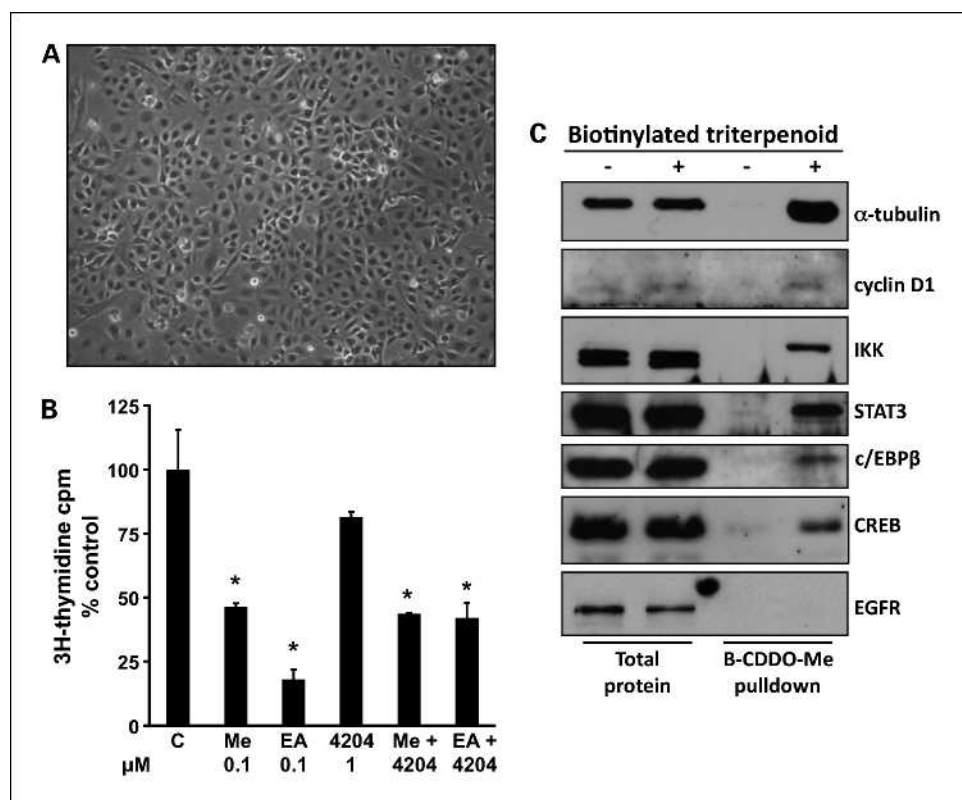 A
B
125
100
75
50
25
0
3H-thymidine cpm
% control
*
*
*
*
C Me EA 4204 Me + EA +
µM 0.1 0.1 1 4204 4204
C
Biotinylated triterpenoid
- + - +
α-tubulin
cyclin D1
IKK
STAT3
c/EBPβ
CREB
EGFR
Total
protein
B-CDDO-Me
pulldown